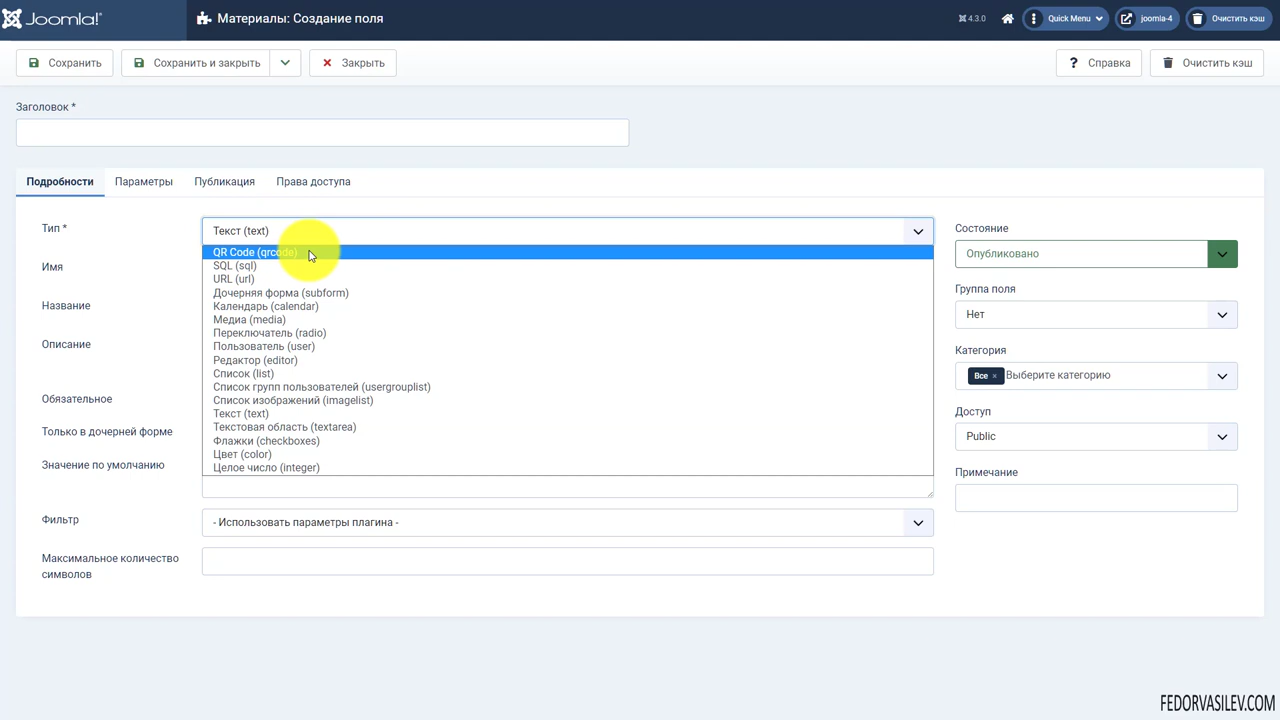 Joomla!®
Материалы: Создание поля
4.3.0
Quick Menu
joomla-4
Очистить кэш
Сохранить
Сохранить и закрыть
Закрыть
? Справка
Очистить кэш
Заголовок *
Подробности
Параметры
Публикация
Права доступа
Тип *
Текст (text)
QR Code (qrcode)
SQL (sql)
URL (url)
Дочерняя форма (subform)
Календарь (calendar)
Медиа (media)
Переключатель (radio)
Пользователь (user)
Редактор (editor)
Список (list)
Список групп пользователей (usergrouplist)
Список изображений (imagelist)
Текст (text)
Текстовая область (textarea)
Флажки (checkboxes)
Цвет (color)
Целое число (integer)
Имя
Название
Описание
Обязательное
Только в дочерней форме
Значение по умолчанию
Фильтр
- Использовать параметры плагина -
Максимальное количество
символов
Состояние
Опубликовано
Группа поля
Нет
Категория
Все × Выберите категорию
Доступ
Public
Примечание
FEDORVASILEV.COM